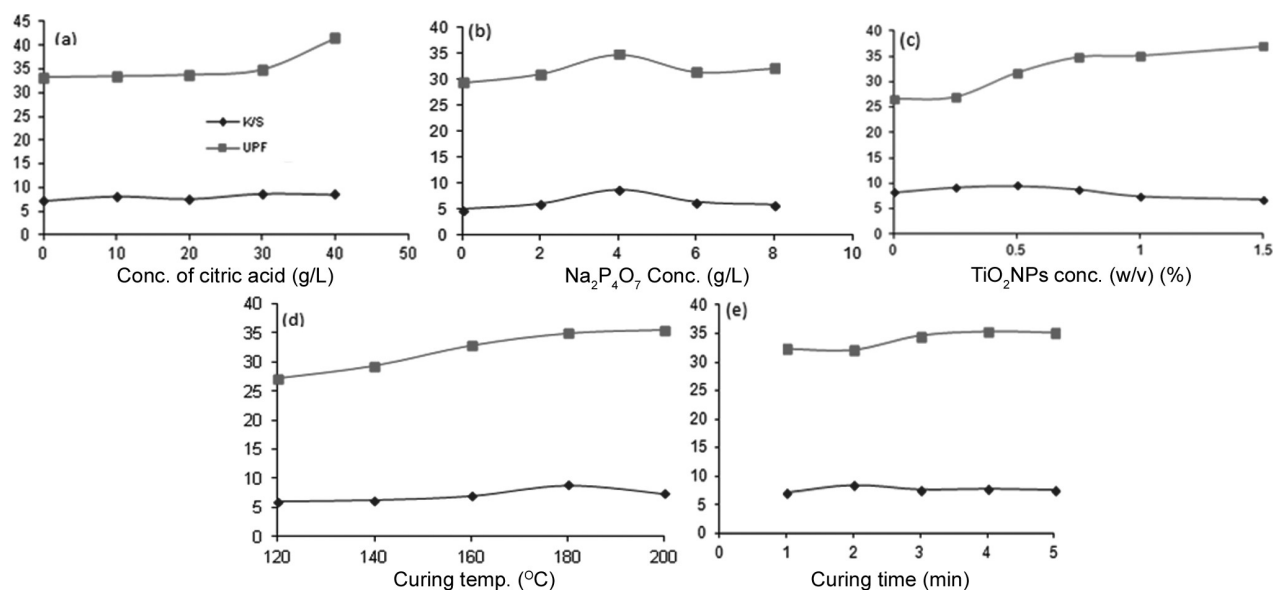 (a)
45
40
35
30
25
20
15
10
5
0
K/S
UPF
0 10 20 30 40 50
Conc. of citric acid (g/L)
(b)
40
35
30
25
20
15
10
5
0
0 2 4 6 8 10
Na₂P₄O₇ Conc. (g/L)
(c)
40
35
30
25
20
15
10
5
0
0 0.5 1 1.5
TiO₂NPs conc. (w/v) (%)
(d)
40
35
30
25
20
15
10
5
0
120 140 160 180 200
Curing temp. (ᴼC)
(e)
40
35
30
25
20
15
10
5
0
0 1 2 3 4 5
Curing time (min)